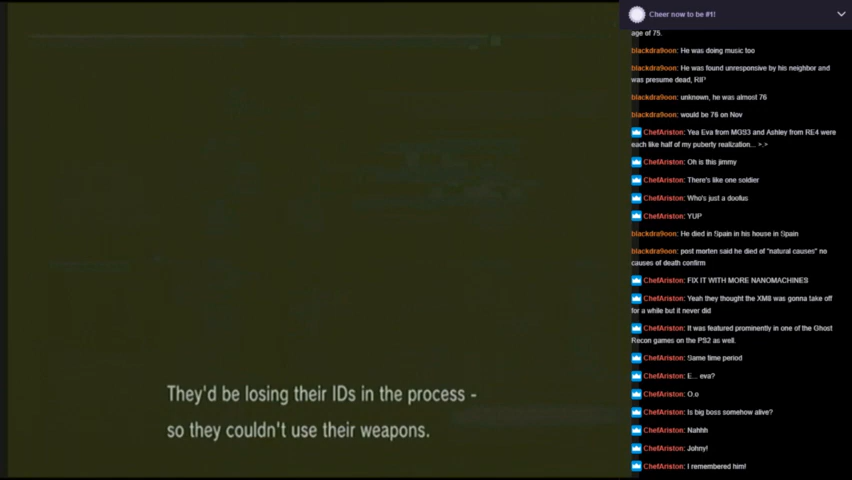 Cheer now to be #1!
age of 75.
blackdra9oon: He was doing music too
blackdra9oon: He was found unresponsive by his neighbor and
was presume dead, RIP
blackdra9oon: unknown, he was almost 76
blackdra9oon: would be 76 on Nov
ChefAriston: Yea Eva from MGS3 and Ashley from RE4 were
each like half of my puberty realization... >.>
ChefAriston: Oh is this jimmy
ChefAriston: There's like one soldier
ChefAriston: Who's just a doofus
ChefAriston: YUP
blackdra9oon: He died in Spain in his house in Spain
blackdra9oon: post morten said he died of "natural causes" no
causes of death confirm
ChefAriston: FIX IT WITH MORE NANOMACHINES
ChefAriston: Yeah they thought the XM8 was gonna take off
for a while but it never did
ChefAriston: It was featured prominently in one of the Ghost
Recon games on the PS2 as well.
ChefAriston: Same time period
ChefAriston: E... eva?
ChefAriston: O.o
ChefAriston: Is big boss somehow alive?
ChefAriston: Nahhh
ChefAriston: Johny!
ChefAriston: I remembered him!
They'd be losing their IDs in the process -
so they couldn't use their weapons.